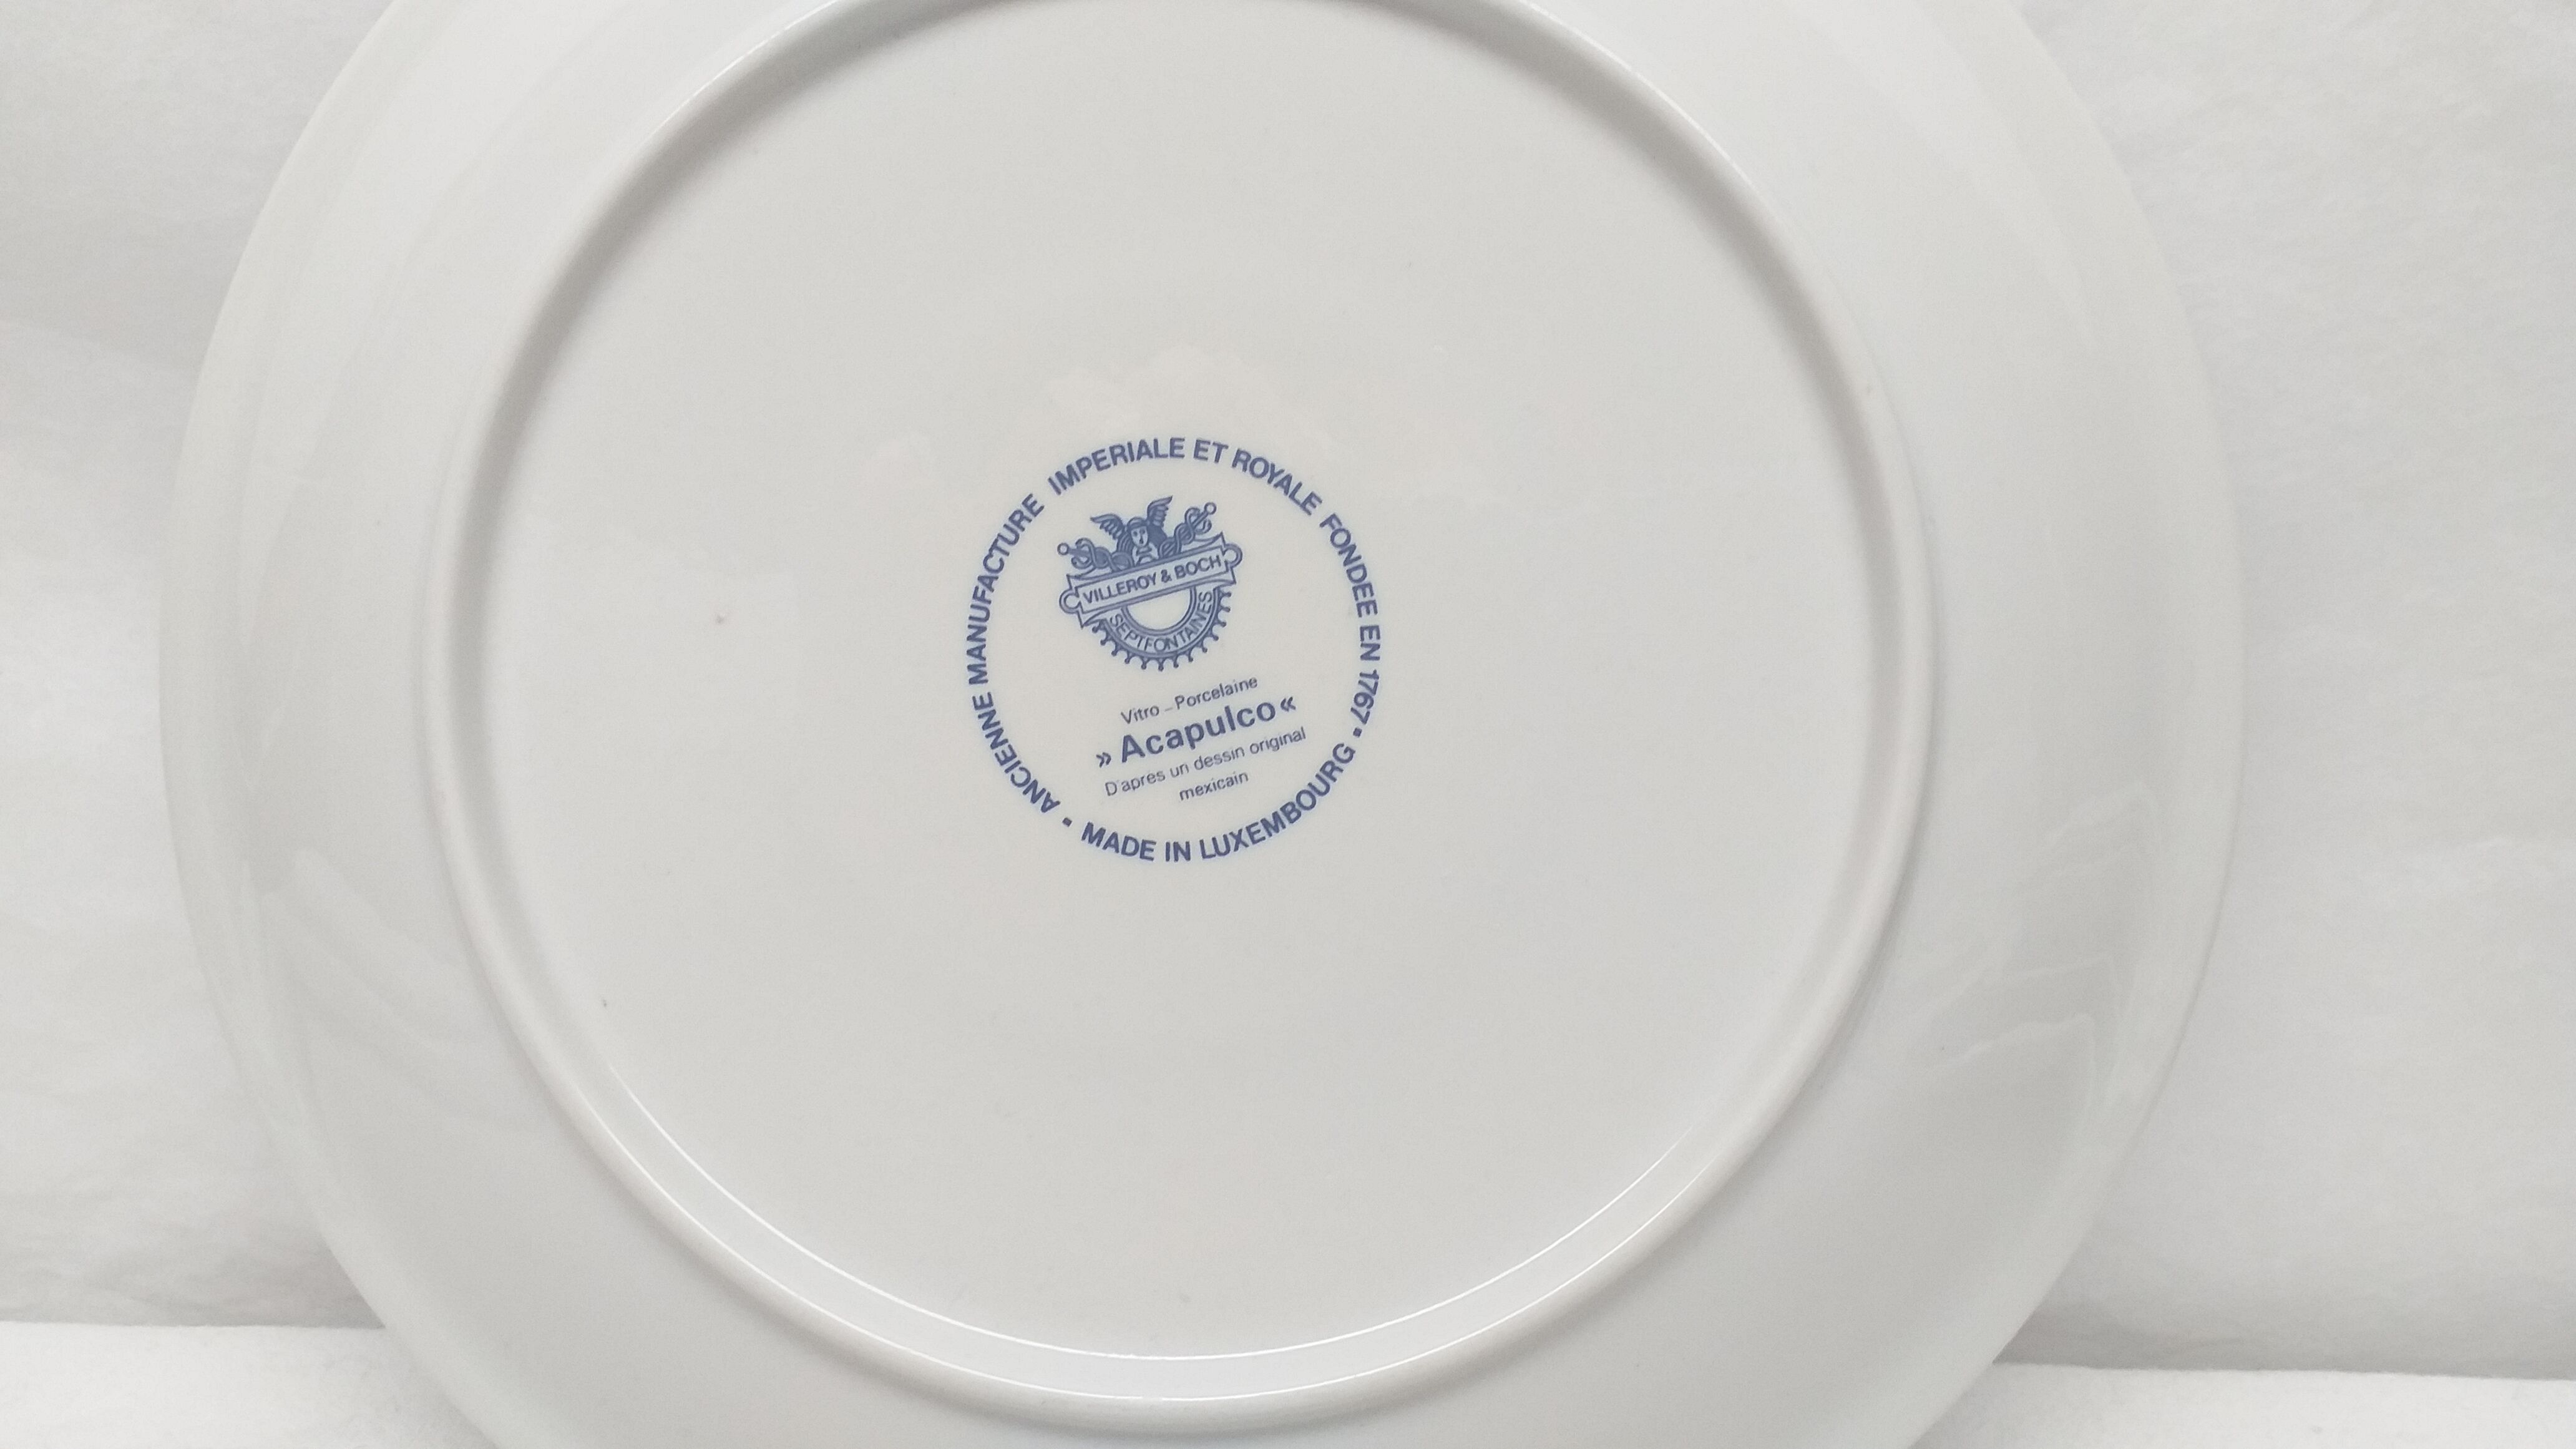 ANCIENNE MANUFACTURE IMPERIALE ET ROYALE FONDEE EN 1767 • MADE IN LUXEMBOURG •
VILLEROY & BOCH
SEPTFONTAINES
Vitro - Porcelaine
» Acapulco «
D'apres un dessin original
mexicain